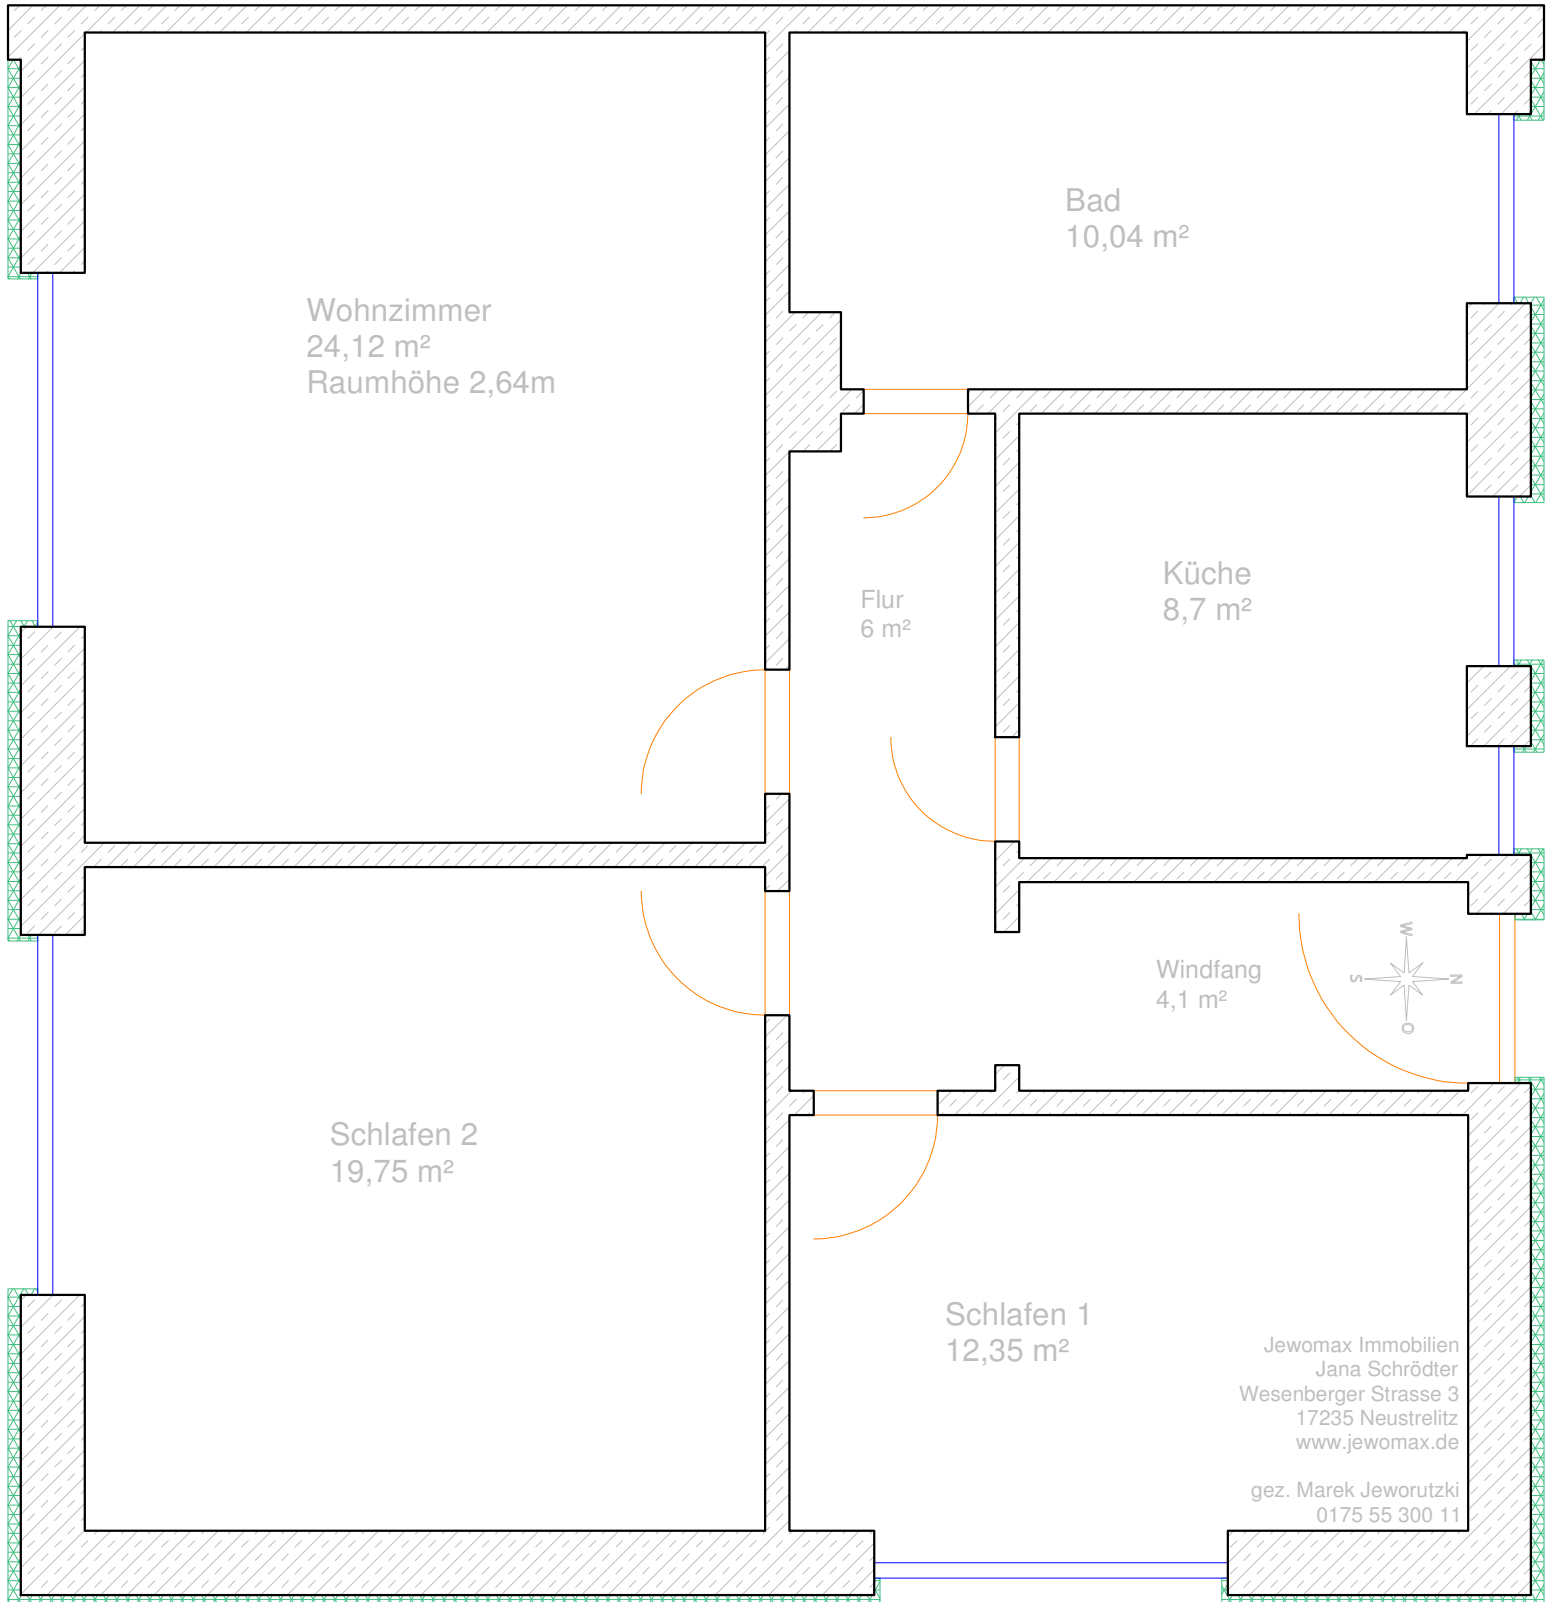 Bad
10,04 m²
Wohnzimmer
24,12 m²
Raumhöhe 2,64m
Küche
8,7 m²
Flur
6 m²
Windfang
4,1 m²
W
S
N
O
Schlafen 2
19,75 m²
Schlafen 1
12,35 m²
Jewomax Immobilien
Jana Schrödter
Wesenberger Strasse 3
17235 Neustrelitz
www.jewomax.de
gez. Marek Jeworutzki
0175 55 300 11